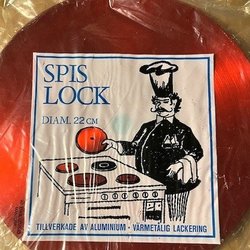 SPIS
LOCK
DIAM. 22 CM
TILLVERKADE AV ALUMINIUM - VÄRMETÅLIG LACKERING